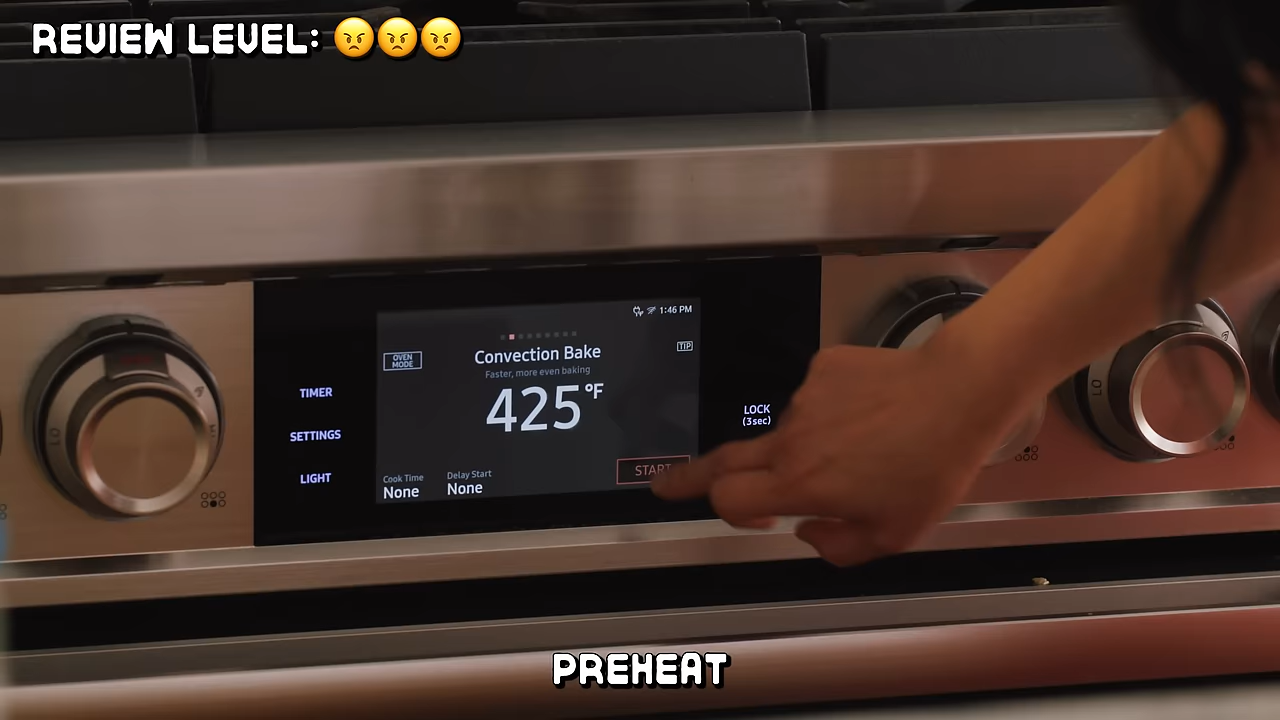 REVIEW LEVEL: 😠😠😠
1:46 PM
OVEN
MODE
Convection Bake
TIP
Faster, more even baking
425°F
TIMER
SETTINGS
LIGHT
LOCK
(3sec)
Cook Time
None
Delay Start
None
START
LO
LO
PREHEAT